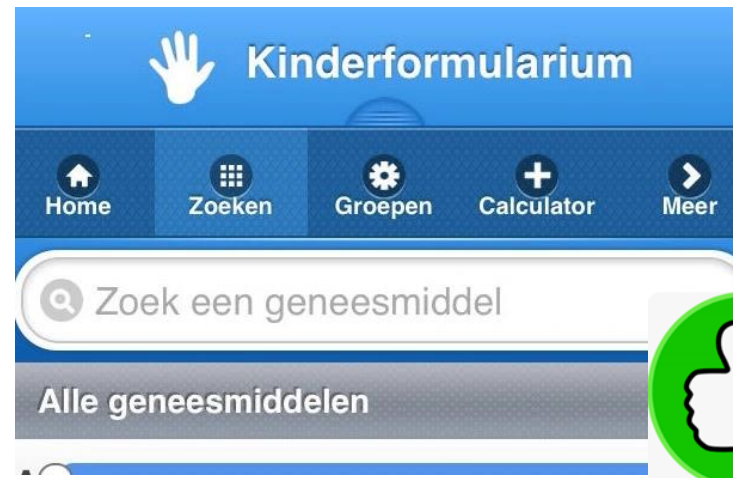 Kinderformularium
Home Zoeken Groepen Calculator Meer
Zoek een geneesmiddel
Alle geneesmiddelen